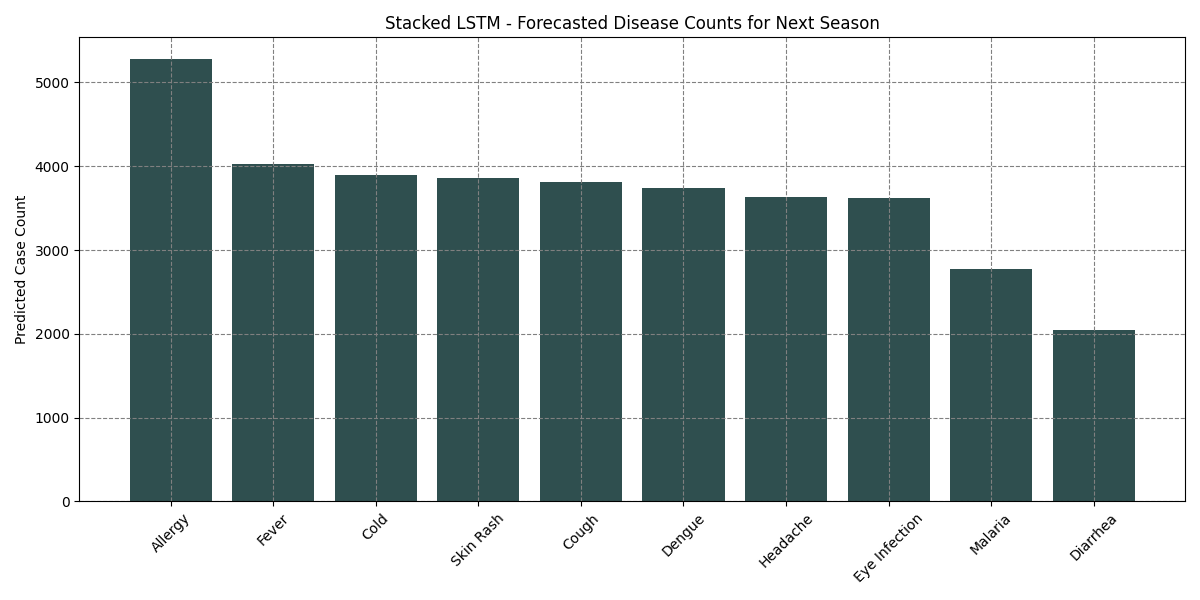 Stacked LSTM - Forecasted Disease Counts for Next Season
Predicted Case Count
5000
4000
3000
2000
1000
0
Allergy
Fever
Cold
Skin Rash
Cough
Dengue
Headache
Eye Infection
Malaria
Diarrhea